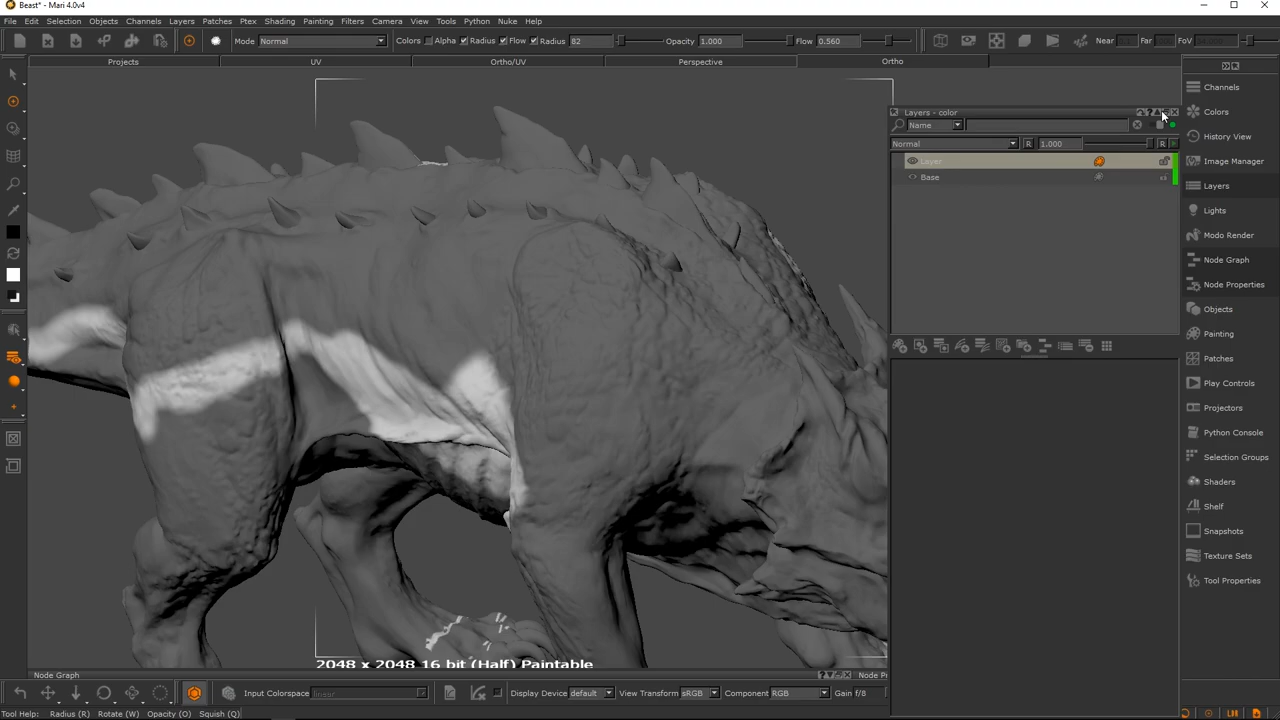 Beast* - Mari 4.0v4
File Edit Selection Objects Channels Layers Patches Ptex Shading Painting Filters Camera View Tools Python Nuke Help
Mode Normal Colors Alpha Radius Flow Radius 82 Opacity 1.000 Flow 0.560 Near Far FoV
Projects UV Ortho/UV Perspective Ortho
Layers - color
Name
Normal R 1.000 R
Layer
Base
Channels
Colors
History View
Image Manager
Layers
Lights
Modo Render
Node Graph
Node Properties
Objects
Painting
Patches
Play Controls
Projectors
Python Console
Selection Groups
Shaders
Shelf
Snapshots
Texture Sets
Tool Properties
2048 x 2048 16 bit (Half) Paintable
Node Graph Node Pr
Input Colorspace linear Display Device default View Transform sRGB Component RGB Gain f/8
Tool Help: Radius (R) Rotate (W) Opacity (O) Squish (Q)